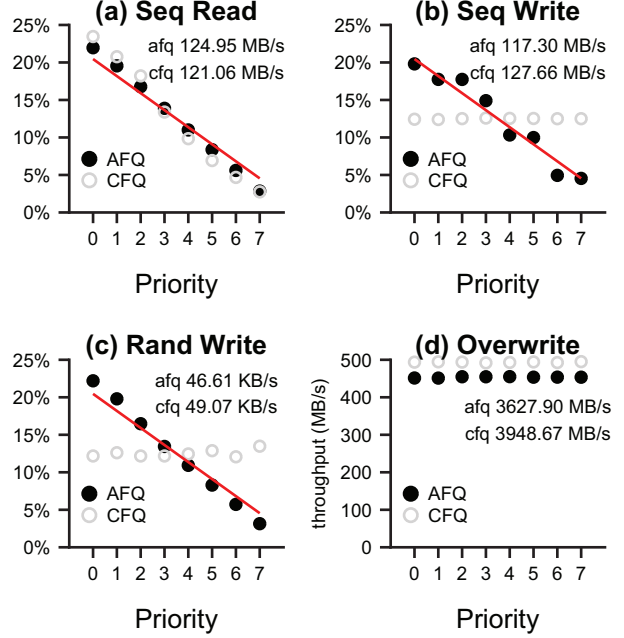 (a) Seq Read
25%
20%
15%
10%
5%
0%
afq 124.95 MB/s
cfq 121.06 MB/s
AFQ
CFQ
0 1 2 3 4 5 6 7
Priority
(b) Seq Write
25%
20%
15%
10%
5%
0%
afq 117.30 MB/s
cfq 127.66 MB/s
AFQ
CFQ
0 1 2 3 4 5 6 7
Priority
(c) Rand Write
25%
20%
15%
10%
5%
0%
afq 46.61 KB/s
cfq 49.07 KB/s
AFQ
CFQ
0 1 2 3 4 5 6 7
Priority
(d) Overwrite
throughput (MB/s)
500
400
300
200
100
0
afq 3627.90 MB/s
cfq 3948.67 MB/s
AFQ
CFQ
0 1 2 3 4 5 6 7
Priority